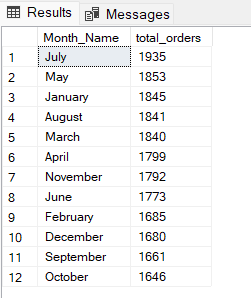 Results Messages
Month_Name total_orders
1 July 1935
2 May 1853
3 January 1845
4 August 1841
5 March 1840
6 April 1799
7 November 1792
8 June 1773
9 February 1685
10 December 1680
11 September 1661
12 October 1646